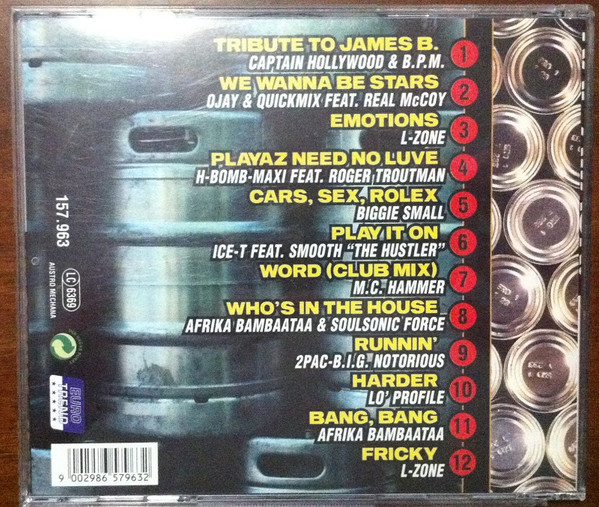 TRIBUTE TO JAMES B. 1
CAPTAIN HOLLYWOOD & B.P.M.
WE WANNA BE STARS 2
OJAY & QUICKMIX FEAT. REAL McCOY
EMOTIONS 3
L-ZONE
PLAYAZ NEED NO LUVE 4
H-BOMB-MAXI FEAT. ROGER TROUTMAN
CARS, SEX, ROLEX 5
BIGGIE SMALL
PLAY IT ON 6
ICE-T FEAT. SMOOTH "THE HUSTLER"
WORD (CLUB MIX) 7
M.C. HAMMER
WHO'S IN THE HOUSE 8
AFRIKA BAMBAATAA & SOULSONIC FORCE
RUNNIN' 9
2PAC-B.I.G. NOTORIOUS
HARDER 10
LO' PROFILE
BANG, BANG 11
AFRIKA BAMBAATAA
FRICKY 12
L-ZONE
157.963
LC 6369
AUSTRO MECHANA
EURO
TREND
9 002986 579632